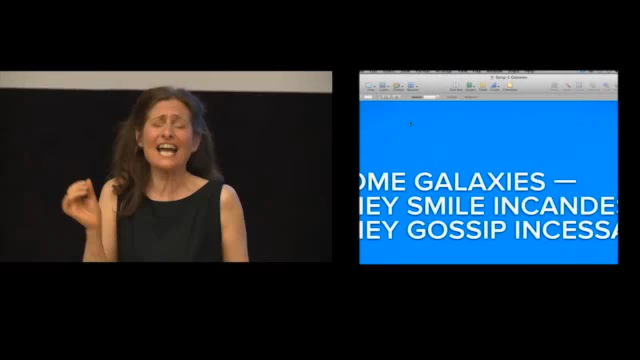 OME GALAXIES —
HEY SMILE INCANDE
HEY GOSSIP INCESSA